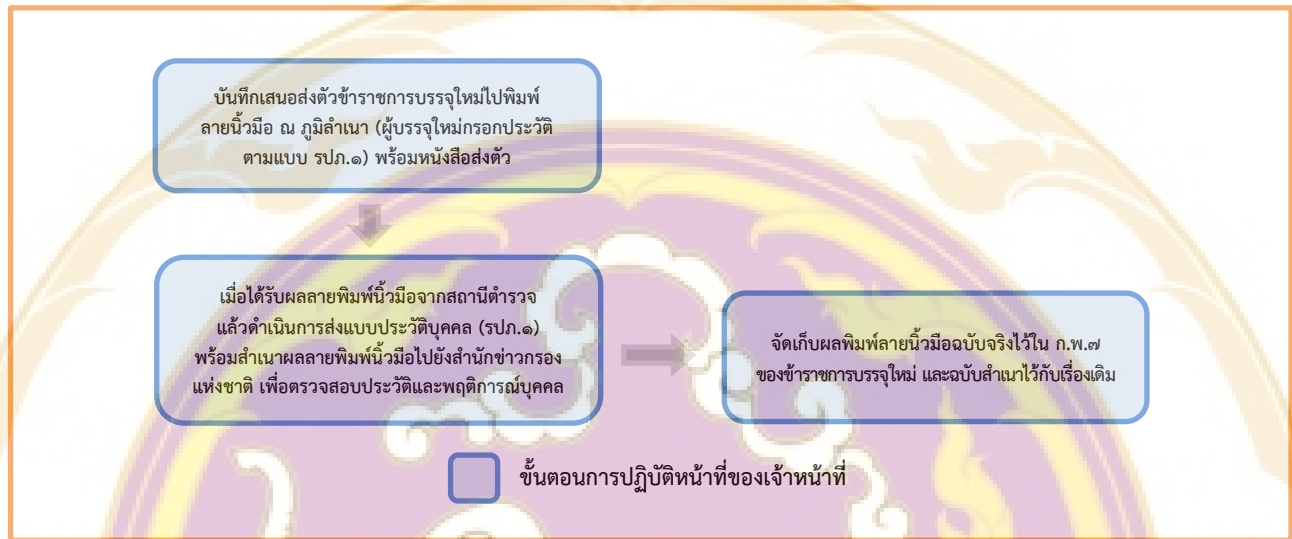 บันทึกเสนอส่งตัวข้าราชการบรรจุใหม่ไปพิมพ์
ลายนิ้วมือ ณ ภูมิลำเนา (ผู้บรรจุใหม่กรอกประวัติ
ตามแบบ รปภ.๑) พร้อมหนังสือส่งตัว
เมื่อได้รับผลลายพิมพ์นิ้วมือจากสถานีตำรวจ
แล้วดำเนินการส่งแบบประวัติบุคคล (รปภ.๑)
พร้อมสำเนาผลลายพิมพ์นิ้วมือไปยังสำนักข่าวกรอง
แห่งชาติ เพื่อตรวจสอบประวัติและพฤติการณ์บุคคล
จัดเก็บผลพิมพ์ลายนิ้วมือฉบับจริงไว้ใน ก.พ.๗
ของข้าราชการบรรจุใหม่ และฉบับสำเนาไว้กับเรื่องเดิม
ขั้นตอนการปฏิบัติหน้าที่ของเจ้าหน้าที่